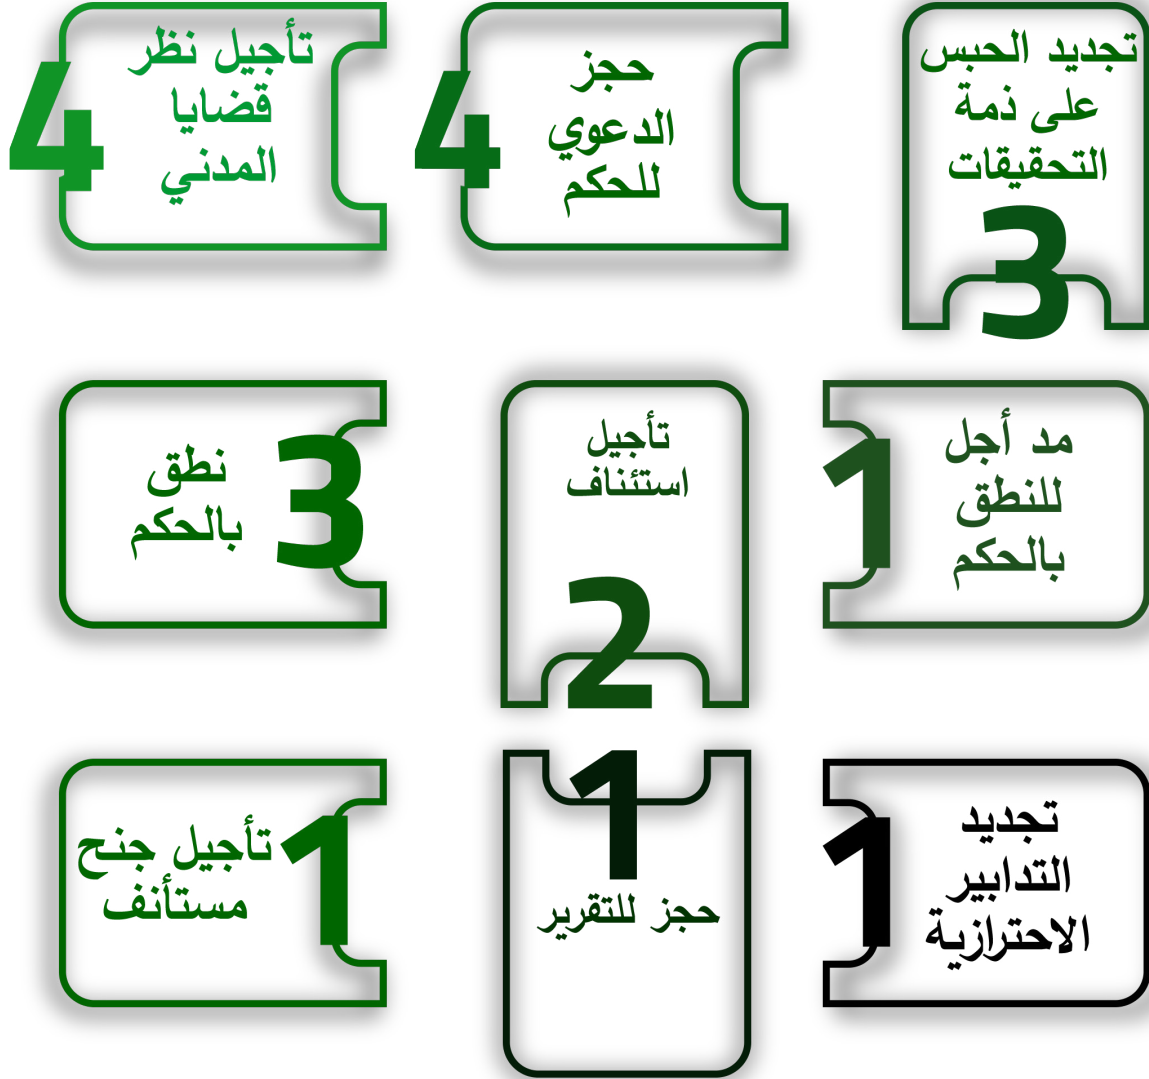 تجديد الحبس
على ذمة
التحقيقات
3
حجز
الدعوي
للحكم
4
تأجيل نظر
قضايا
المدني
4
مد أجل
للنطق
بالحكم
1
تأجيل
استئناف
2
نطق
بالحكم
3
تجديد
التدابير
الاحترازية
1
1
حجز للتقرير
تأجيل جنح
مستأنف
1